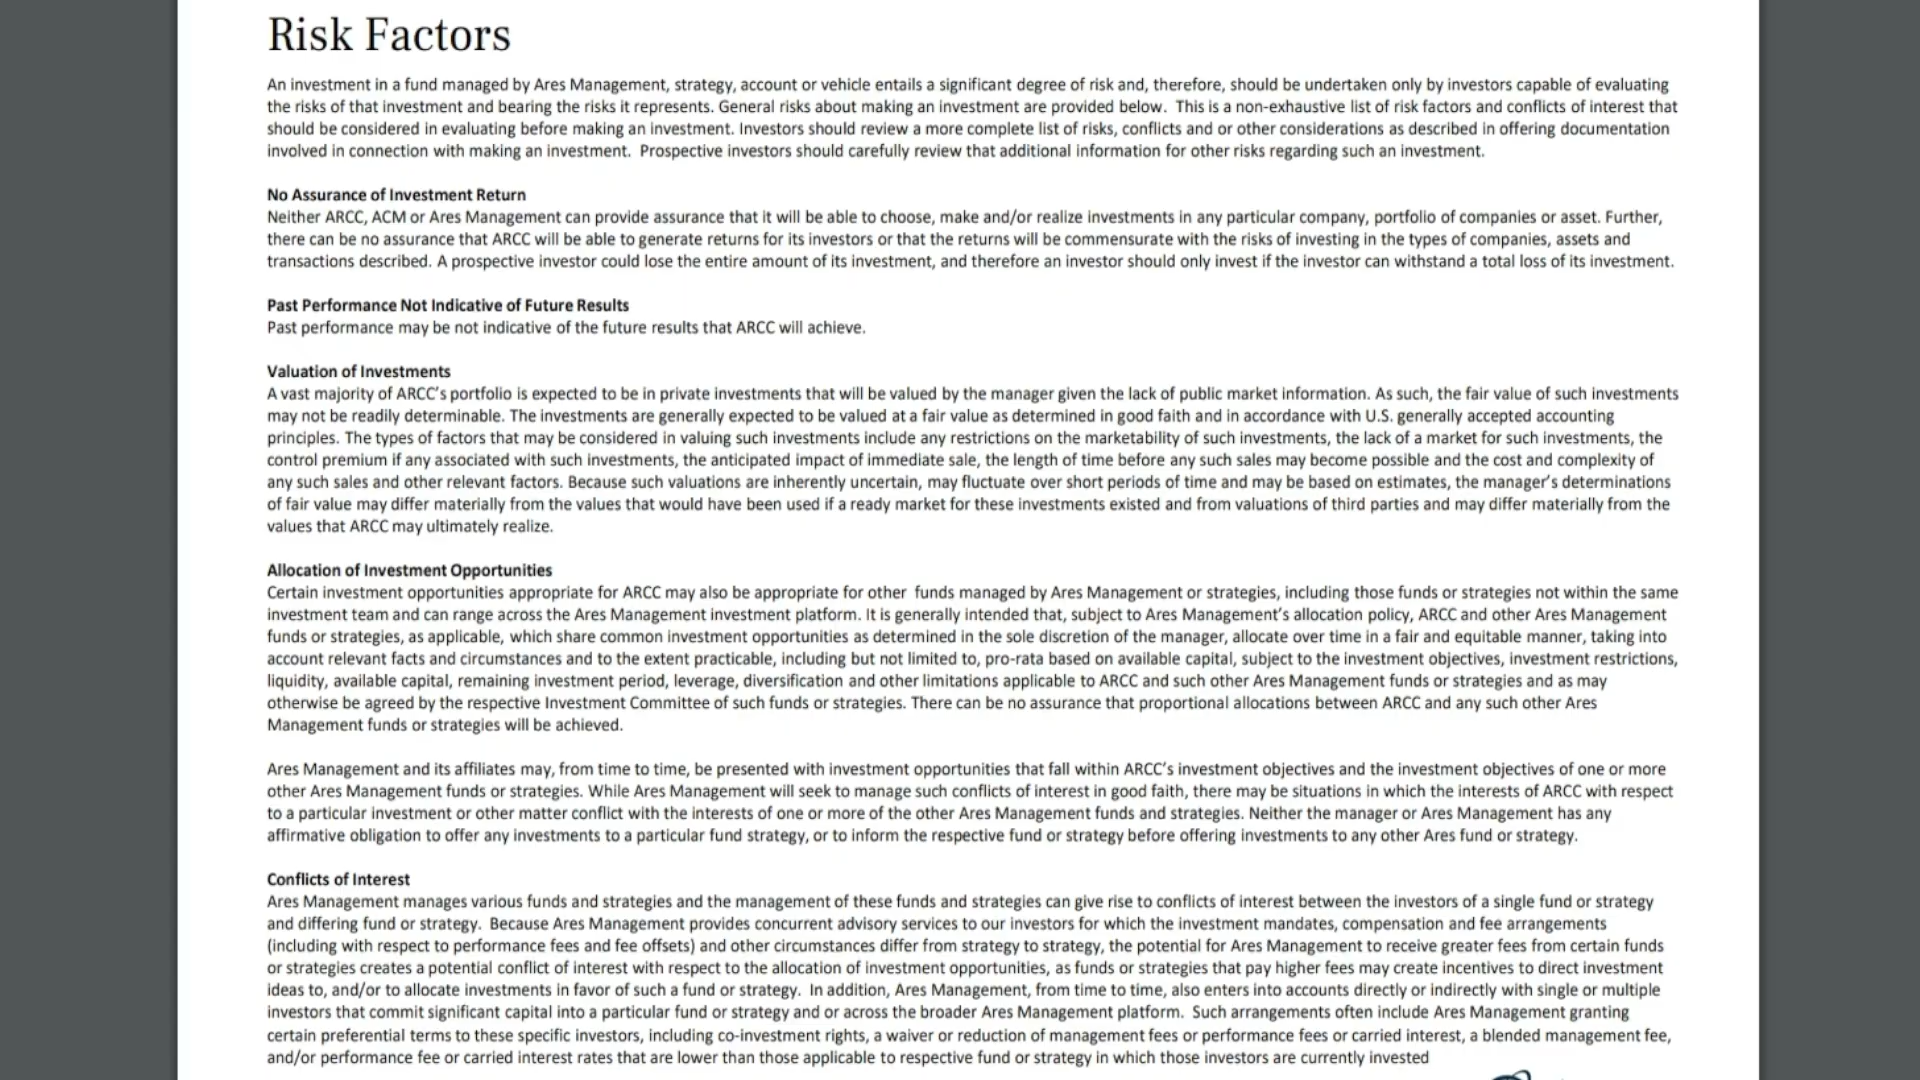 Risk Factors
An investment in a fund managed by Ares Management, strategy, account or vehicle entails a significant degree of risk and, therefore, should be undertaken only by investors capable of evaluating
the risks of that investment and bearing the risks it represents. General risks about making an investment are provided below.  This is a non-exhaustive list of risk factors and conflicts of interest that
should be considered in evaluating before making an investment. Investors should review a more complete list of risks, conflicts and or other considerations as described in offering documentation
involved in connection with making an investment.  Prospective investors should carefully review that additional information for other risks regarding such an investment.
No Assurance of Investment Return
Neither ARCC, ACM or Ares Management can provide assurance that it will be able to choose, make and/or realize investments in any particular company, portfolio of companies or asset. Further,
there can be no assurance that ARCC will be able to generate returns for its investors or that the returns will be commensurate with the risks of investing in the types of companies, assets and
transactions described. A prospective investor could lose the entire amount of its investment, and therefore an investor should only invest if the investor can withstand a total loss of its investment.
Past Performance Not Indicative of Future Results
Past performance may be not indicative of the future results that ARCC will achieve.
Valuation of Investments
A vast majority of ARCC's portfolio is expected to be in private investments that will be valued by the manager given the lack of public market information. As such, the fair value of such investments
may not be readily determinable. The investments are generally expected to be valued at a fair value as determined in good faith and in accordance with U.S. generally accepted accounting
principles. The types of factors that may be considered in valuing such investments include any restrictions on the marketability of such investments, the lack of a market for such investments, the
control premium if any associated with such investments, the anticipated impact of immediate sale, the length of time before any such sales may become possible and the cost and complexity of
any such sales and other relevant factors. Because such valuations are inherently uncertain, may fluctuate over short periods of time and may be based on estimates, the manager's determinations
of fair value may differ materially from the values that would have been used if a ready market for these investments existed and from valuations of third parties and may differ materially from the
values that ARCC may ultimately realize.
Allocation of Investment Opportunities
Certain investment opportunities appropriate for ARCC may also be appropriate for other  funds managed by Ares Management or strategies, including those funds or strategies not within the same
investment team and can range across the Ares Management investment platform. It is generally intended that, subject to Ares Management's allocation policy, ARCC and other Ares Management
funds or strategies, as applicable, which share common investment opportunities as determined in the sole discretion of the manager, allocate over time in a fair and equitable manner, taking into
account relevant facts and circumstances and to the extent practicable, including but not limited to, pro-rata based on available capital, subject to the investment objectives, investment restrictions,
liquidity, available capital, remaining investment period, leverage, diversification and other limitations applicable to ARCC and such other Ares Management funds or strategies and as may
otherwise be agreed by the respective Investment Committee of such funds or strategies. There can be no assurance that proportional allocations between ARCC and any such other Ares
Management funds or strategies will be achieved.
Ares Management and its affiliates may, from time to time, be presented with investment opportunities that fall within ARCC's investment objectives and the investment objectives of one or more
other Ares Management funds or strategies. While Ares Management will seek to manage such conflicts of interest in good faith, there may be situations in which the interests of ARCC with respect
to a particular investment or other matter conflict with the interests of one or more of the other Ares Management funds and strategies. Neither the manager or Ares Management has any
affirmative obligation to offer any investments to a particular fund strategy, or to inform the respective fund or strategy before offering investments to any other Ares fund or strategy.
Conflicts of Interest
Ares Management manages various funds and strategies and the management of these funds and strategies can give rise to conflicts of interest between the investors of a single fund or strategy
and differing fund or strategy.  Because Ares Management provides concurrent advisory services to our investors for which the investment mandates, compensation and fee arrangements
(including with respect to performance fees and fee offsets) and other circumstances differ from strategy to strategy, the potential for Ares Management to receive greater fees from certain funds
or strategies creates a potential conflict of interest with respect to the allocation of investment opportunities, as funds or strategies that pay higher fees may create incentives to direct investment
ideas to, and/or to allocate investments in favor of such a fund or strategy.  In addition, Ares Management, from time to time, also enters into accounts directly or indirectly with single or multiple
investors that commit significant capital into a particular fund or strategy and or across the broader Ares Management platform.  Such arrangements often include Ares Management granting
certain preferential terms to these specific investors, including co-investment rights, a waiver or reduction of management fees or performance fees or carried interest, a blended management fee,
and/or performance fee or carried interest rates that are lower than those applicable to respective fund or strategy in which those investors are currently invested